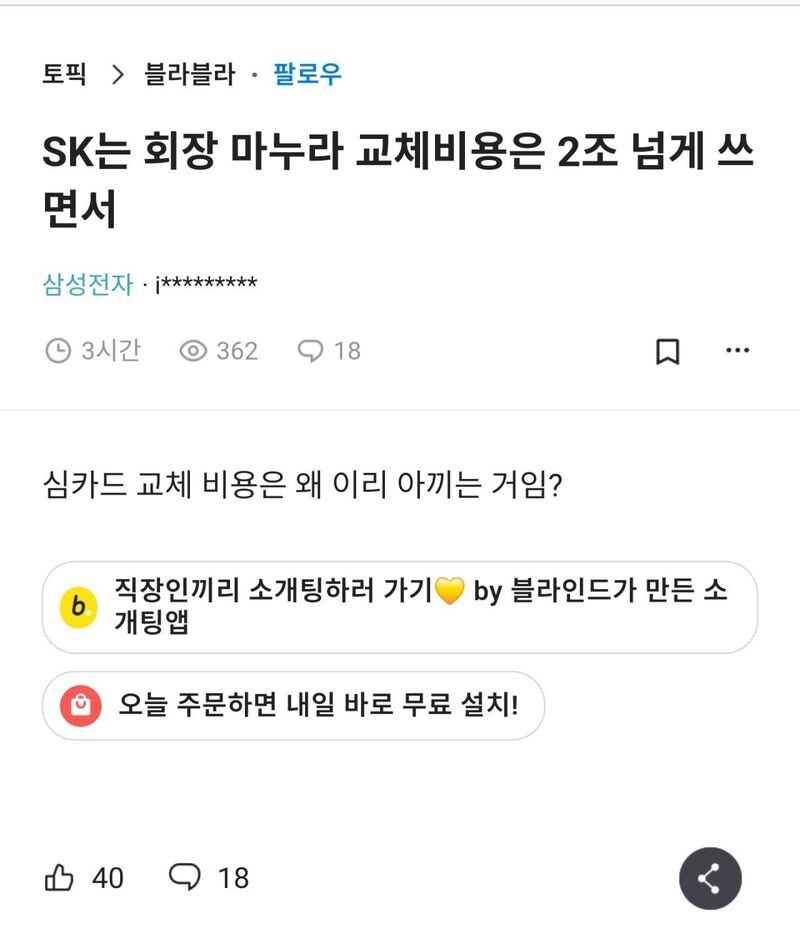 토픽 > 블라블라 · 팔로우
SK는 회장 마누라 교체비용은 2조 넘게 쓰
면서
삼성전자 · i*********
3시간 362 18
심카드 교체 비용은 왜 이리 아끼는 거임?
b.
직장인끼리 소개팅하러 가기💛 by 블라인드가 만든 소
개팅앱
오늘 주문하면 내일 바로 무료 설치!
40 18